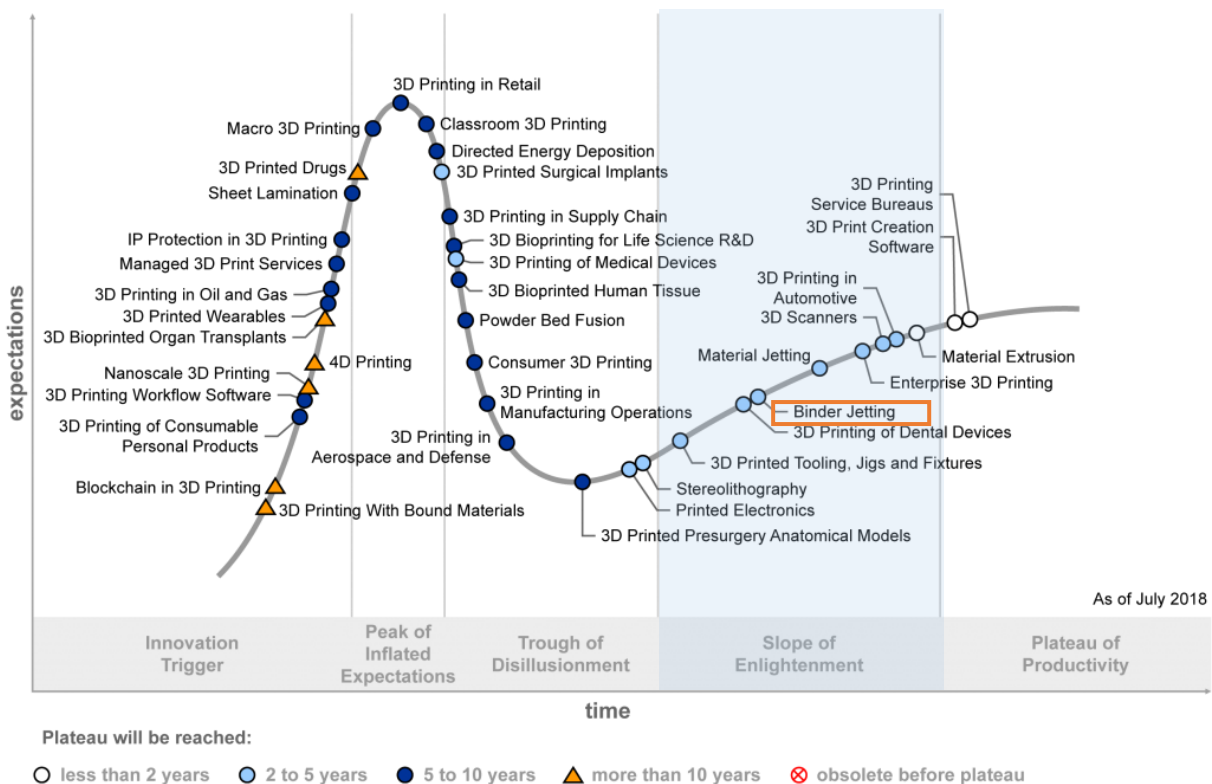 3D Printing in Retail
Macro 3D Printing
Classroom 3D Printing
Directed Energy Deposition
3D Printed Drugs
3D Printed Surgical Implants
Sheet Lamination
3D Printing
Service Bureaus
3D Printing in Supply Chain
3D Print Creation
Software
IP Protection in 3D Printing
3D Bioprinting for Life Science R&D
Managed 3D Print Services
3D Printing of Medical Devices
3D Printing in
Automotive
3D Printing in Oil and Gas
3D Bioprinted Human Tissue
3D Printed Wearables
3D Scanners
Powder Bed Fusion
3D Bioprinted Organ Transplants
4D Printing
Consumer 3D Printing
Material Jetting
Material Extrusion
Nanoscale 3D Printing
Enterprise 3D Printing
3D Printing Workflow Software
3D Printing in
Manufacturing Operations
Binder Jetting
3D Printing of Consumable
Personal Products
3D Printing of Dental Devices
3D Printing in
Aerospace and Defense
3D Printed Tooling, Jigs and Fixtures
Blockchain in 3D Printing
Stereolithography
3D Printing With Bound Materials
Printed Electronics
3D Printed Presurgery Anatomical Models
expectations
As of July 2018
Innovation
Trigger
Peak of
Inflated
Expectations
Trough of
Disillusionment
Slope of
Enlightenment
Plateau of
Productivity
time
Plateau will be reached:
less than 2 years
2 to 5 years
5 to 10 years
more than 10 years
obsolete before plateau